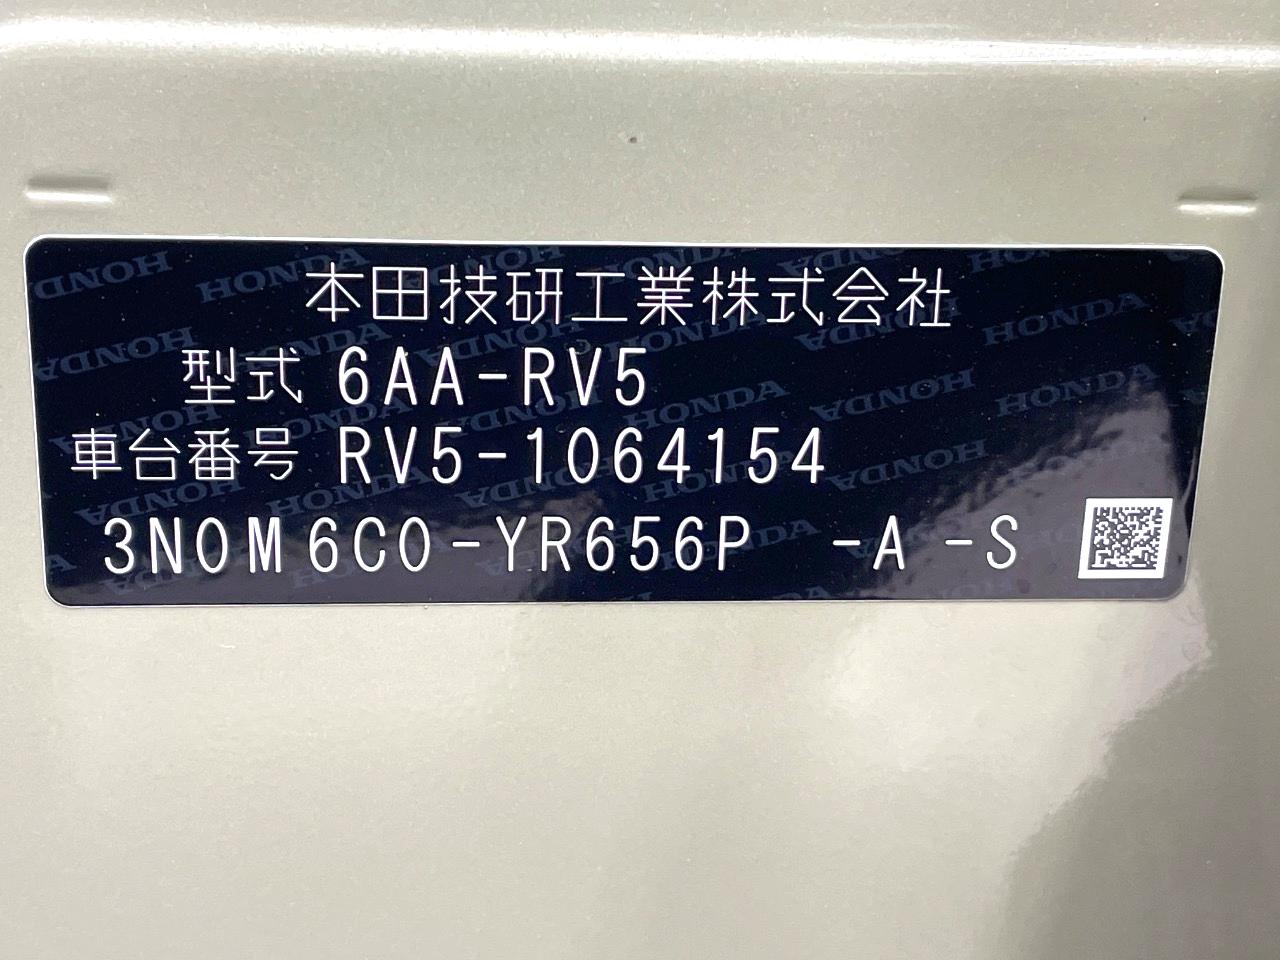 本田技研工業株式会社
型式 6AA-RV5
車台番号 RV5-1064154
3N0M6C0-YR656P -A -S